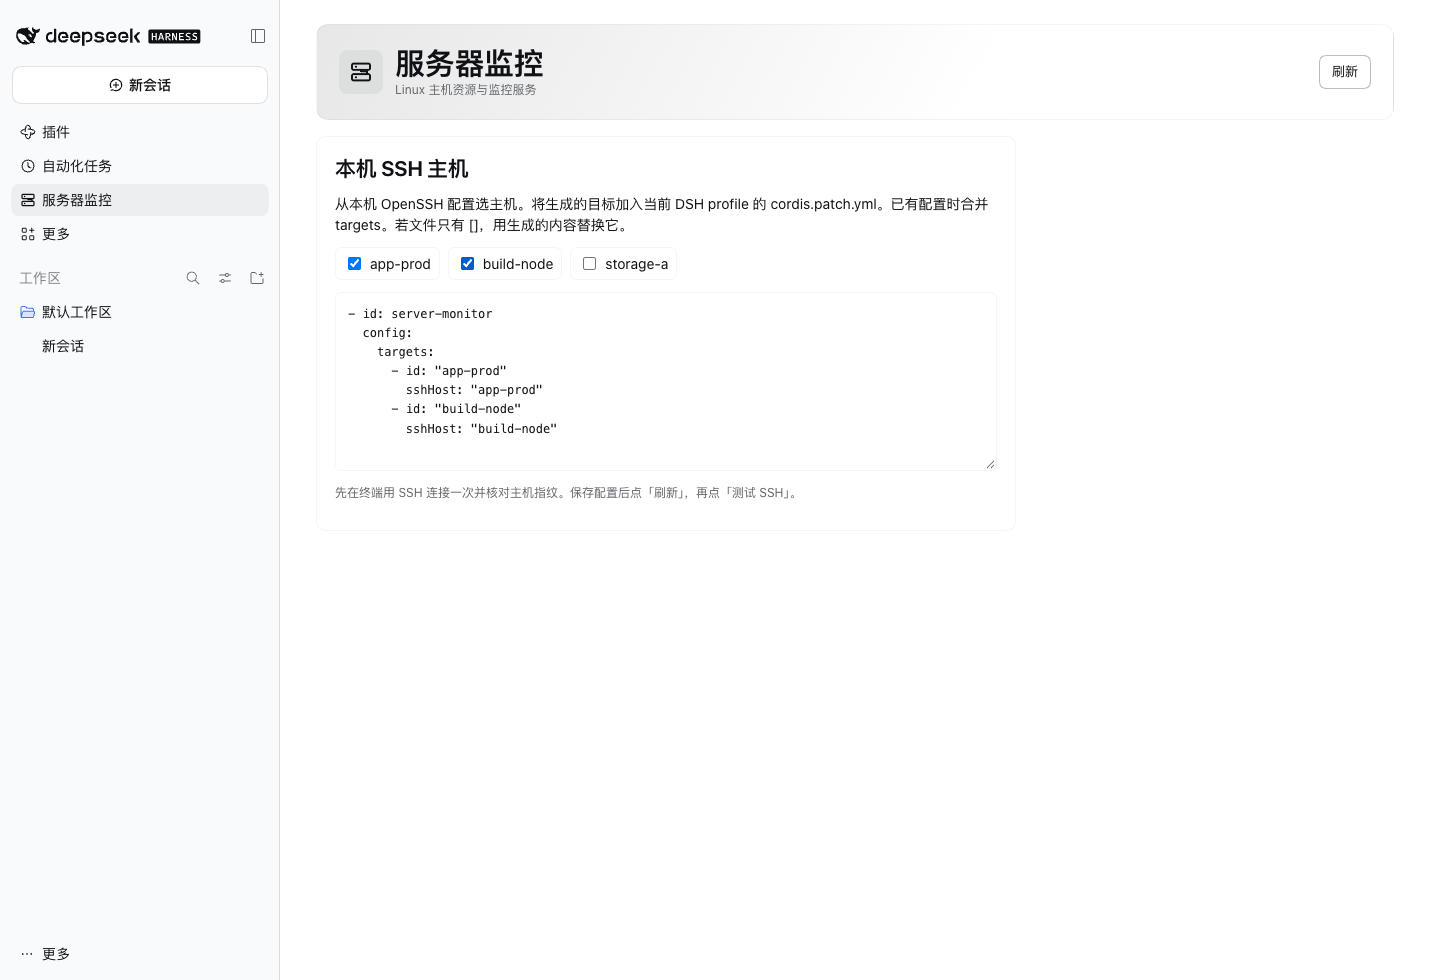 deepseek HARNESS
新会话
插件
自动化任务
服务器监控
更多
工作区
默认工作区
新会话
更多
服务器监控
Linux 主机资源与监控服务
刷新
本机 SSH 主机
从本机 OpenSSH 配置选主机。将生成的目标加入当前 DSH profile 的 cordis.patch.yml。已有配置时合并
targets。若文件只有 []，用生成的内容替换它。
app-prod
build-node
storage-a
- id: server-monitor
  config:
    targets:
      - id: "app-prod"
        sshHost: "app-prod"
      - id: "build-node"
        sshHost: "build-node"
先在终端用 SSH 连接一次并核对主机指纹。保存配置后点「刷新」，再点「测试 SSH」。